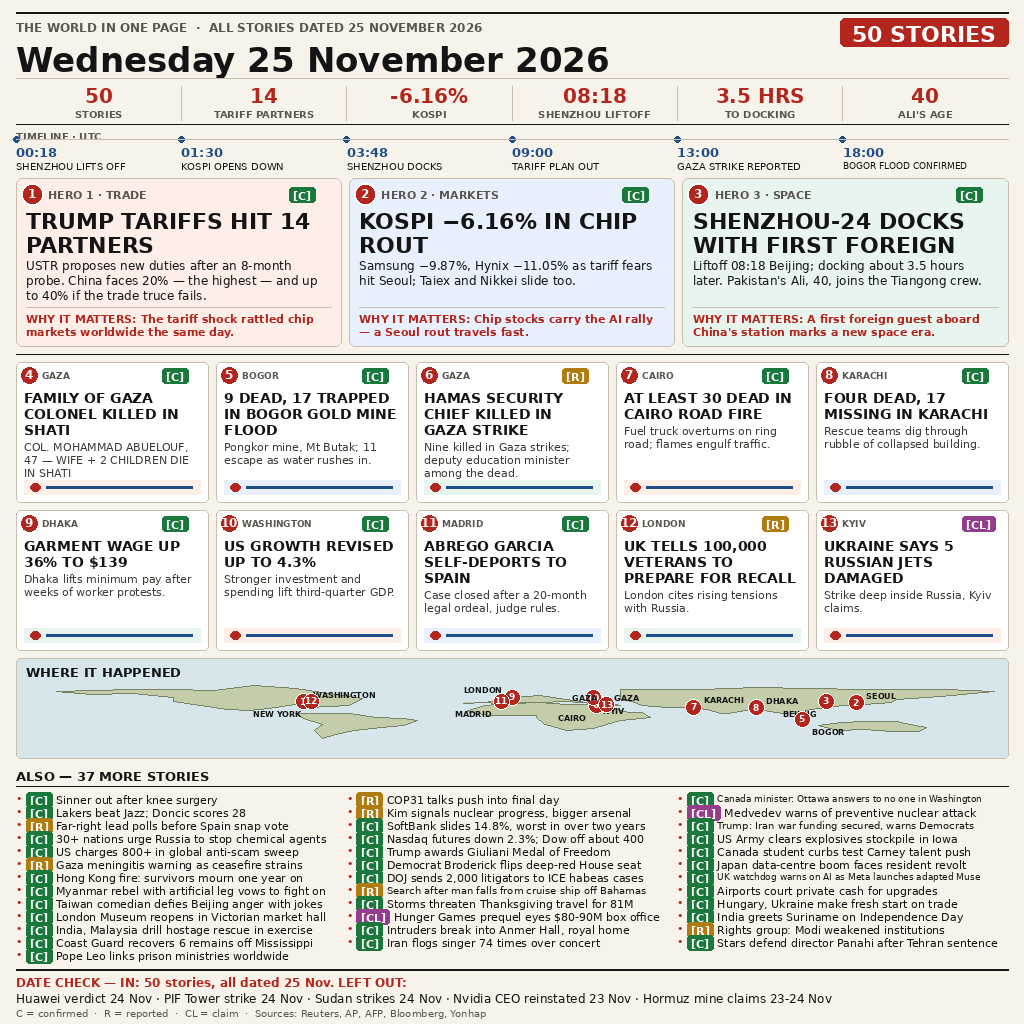 THE WORLD IN ONE PAGE · ALL STORIES DATED 25 NOVEMBER 2026
50 STORIES
Wednesday 25 November 2026
50
STORIES
14
TARIFF PARTNERS
-6.16%
KOSPI
08:18
SHENZHOU LIFTOFF
3.5 HRS
TO DOCKING
40
ALI'S AGE
TIMELINE · UTC
00:18
SHENZHOU LIFTS OFF
01:30
KOSPI OPENS DOWN
03:48
SHENZHOU DOCKS
09:00
TARIFF PLAN OUT
13:00
GAZA STRIKE REPORTED
18:00
BOGOR FLOOD CONFIRMED
1 HERO 1 · TRADE [C]
TRUMP TARIFFS HIT 14
PARTNERS
USTR proposes new duties after an 8-month
probe. China faces 20% — the highest — and up
to 40% if the trade truce fails.
WHY IT MATTERS: The tariff shock rattled chip
markets worldwide the same day.
2 HERO 2 · MARKETS [C]
KOSPI −6.16% IN CHIP
ROUT
Samsung −9.87%, Hynix −11.05% as tariff fears
hit Seoul; Taiex and Nikkei slide too.
WHY IT MATTERS: Chip stocks carry the AI rally
— a Seoul rout travels fast.
3 HERO 3 · SPACE [C]
SHENZHOU-24 DOCKS
WITH FIRST FOREIGN
Liftoff 08:18 Beijing; docking about 3.5 hours
later. Pakistan's Ali, 40, joins the Tiangong crew.
WHY IT MATTERS: A first foreign guest aboard
China's station marks a new space era.
4 GAZA [C]
FAMILY OF GAZA
COLONEL KILLED IN
SHATI
COL. MOHAMMAD ABUELOUF,
47 — WIFE + 2 CHILDREN DIE
IN SHATI
5 BOGOR [C]
9 DEAD, 17 TRAPPED
IN BOGOR GOLD MINE
FLOOD
Pongkor mine, Mt Butak; 11
escape as water rushes in.
6 GAZA [R]
HAMAS SECURITY
CHIEF KILLED IN
GAZA STRIKE
Nine killed in Gaza strikes;
deputy education minister
among the dead.
7 CAIRO [C]
AT LEAST 30 DEAD IN
CAIRO ROAD FIRE
Fuel truck overturns on ring
road; flames engulf traffic.
8 KARACHI [C]
FOUR DEAD, 17
MISSING IN KARACHI
Rescue teams dig through
rubble of collapsed building.
9 DHAKA [C]
GARMENT WAGE UP
36% TO $139
Dhaka lifts minimum pay after
weeks of worker protests.
10 WASHINGTON [C]
US GROWTH REVISED
UP TO 4.3%
Stronger investment and
spending lift third-quarter GDP.
11 MADRID [C]
ABREGO GARCIA
SELF-DEPORTS TO
SPAIN
Case closed after a 20-month
legal ordeal, judge rules.
12 LONDON [R]
UK TELLS 100,000
VETERANS TO
PREPARE FOR RECALL
London cites rising tensions
with Russia.
13 KYIV [CL]
UKRAINE SAYS 5
RUSSIAN JETS
DAMAGED
Strike deep inside Russia, Kyiv
claims.
WHERE IT HAPPENED
12 WASHINGTON
NEW YORK
LONDON
9
11
MADRID
GAZA
13
GAZA
CAIRO
7
KARACHI
8
DHAKA
3
2
SEOUL
5
BOGOR
ALSO — 37 MORE STORIES
• [C] Sinner out after knee surgery
• [C] Lakers beat Jazz; Doncic scores 28
• [R] Far-right lead polls before Spain snap vote
• [C] 30+ nations urge Russia to stop chemical agents
• [C] US charges 800+ in global anti-scam sweep
• [R] Gaza meningitis warning as ceasefire strains
• [C] Hong Kong fire: survivors mourn one year on
• [C] Myanmar rebel with artificial leg vows to fight on
• [C] Taiwan comedian defies Beijing anger with jokes
• [C] London Museum reopens in Victorian market hall
• [C] India, Malaysia drill hostage rescue in exercise
• [C] Coast Guard recovers 6 remains off Mississippi
• [C] Pope Leo links prison ministries worldwide
• [R] COP31 talks push into final day
• [R] Kim signals nuclear progress, bigger arsenal
• [C] SoftBank slides 14.8%, worst in over two years
• [C] Nasdaq futures down 2.3%; Dow off about 400
• [C] Trump awards Giuliani Medal of Freedom
• [C] Democrat Broderick flips deep-red House seat
• [C] DOJ sends 2,000 litigators to ICE habeas cases
• [R] Search after man falls from cruise ship off Bahamas
• [C] Storms threaten Thanksgiving travel for 81M
• [CL] Hunger Games prequel eyes $80-90M box office
• [C] Intruders break into Anmer Hall, royal home
• [C] Iran flogs singer 74 times over concert
• [C] Canada minister: Ottawa answers to no one in Washington
• [CL] Medvedev warns of preventive nuclear attack
• [C] Trump: Iran war funding secured, warns Democrats
• [C] US Army clears explosives stockpile in Iowa
• [C] Canada student curbs test Carney talent push
• [C] Japan data-centre boom faces resident revolt
• [C] UK watchdog warns on AI as Meta launches adapted Muse
• [C] Airports court private cash for upgrades
• [C] Hungary, Ukraine make fresh start on trade
• [C] India greets Suriname on Independence Day
• [R] Rights group: Modi weakened institutions
• [C] Stars defend director Panahi after Tehran sentence
DATE CHECK — IN: 50 stories, all dated 25 Nov. LEFT OUT:
Huawei verdict 24 Nov · PIF Tower strike 24 Nov · Sudan strikes 24 Nov · Nvidia CEO reinstated 23 Nov · Hormuz mine claims 23-24 Nov
C = confirmed · R = reported · CL = claim · Sources: Reuters, AP, AFP, Bloomberg, Yonhap